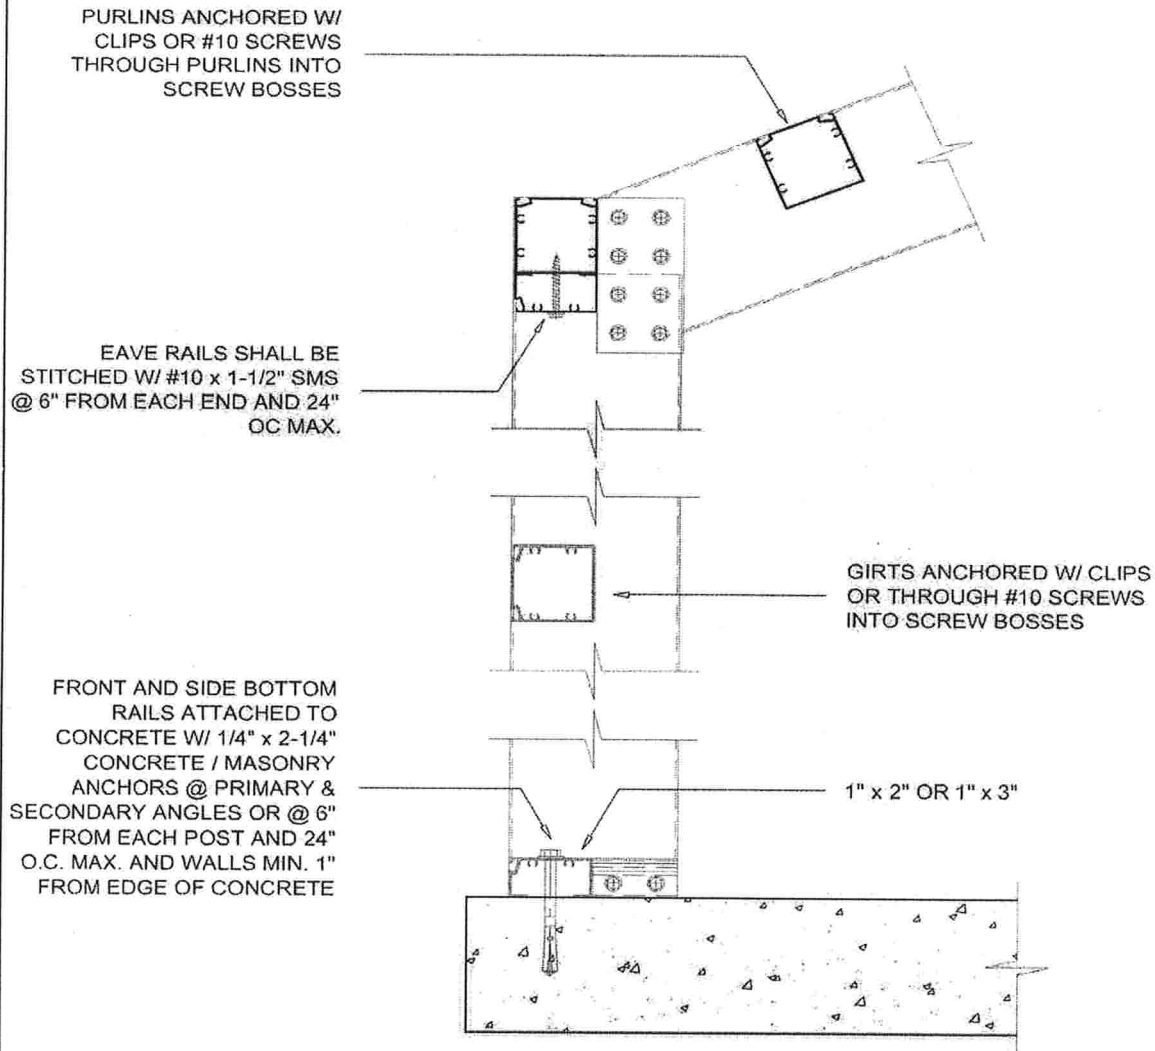 PURLINS ANCHORED W/
CLIPS OR #10 SCREWS
THROUGH PURLINS INTO
SCREW BOSSES
EAVE RAILS SHALL BE
STITCHED W/ #10 x 1-1/2" SMS
@ 6" FROM EACH END AND 24"
OC MAX.
GIRTS ANCHORED W/ CLIPS
OR THROUGH #10 SCREWS
INTO SCREW BOSSES
FRONT AND SIDE BOTTOM
RAILS ATTACHED TO
CONCRETE W/ 1/4" x 2-1/4"
CONCRETE / MASONRY
ANCHORS @ PRIMARY &
SECONDARY ANGLES OR @ 6"
FROM EACH POST AND 24"
O.C. MAX. AND WALLS MIN. 1"
FROM EDGE OF CONCRETE
1" x 2" OR 1" x 3"